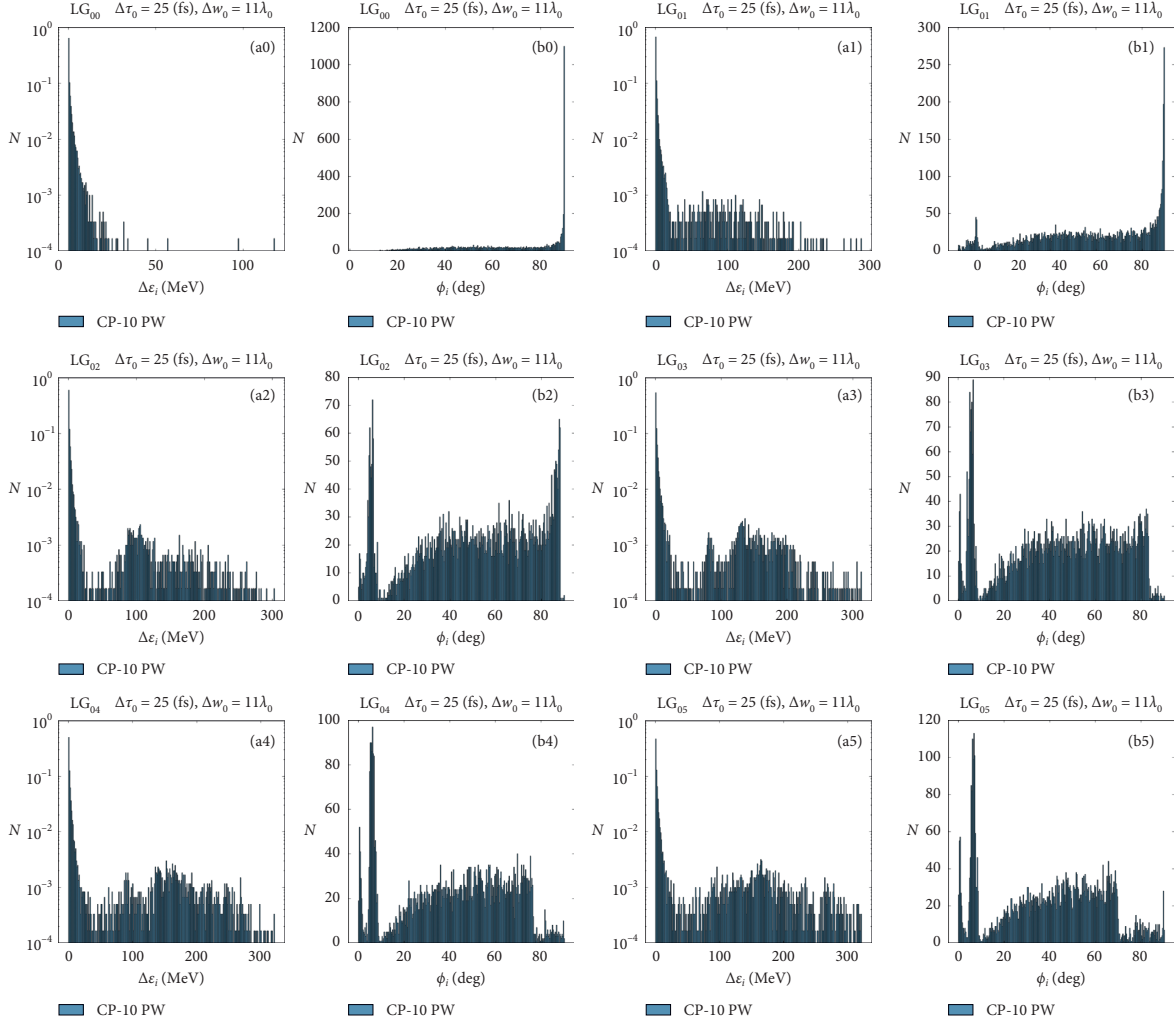 LG00 Δτ0 = 25 (fs), Δw0 = 11λ0
(a0)
N
10^0
10^−1
10^−2
10^−3
10^−4
0 50 100
Δεi (MeV)
CP-10 PW
LG00 Δτ0 = 25 (fs), Δw0 = 11λ0
(b0)
N
1200
1000
800
600
400
200
0
0 20 40 60 80
ϕi (deg)
CP-10 PW
LG01 Δτ0 = 25 (fs), Δw0 = 11λ0
(a1)
N
10^0
10^−1
10^−2
10^−3
10^−4
0 100 200 300
Δεi (MeV)
CP-10 PW
LG01 Δτ0 = 25 (fs), Δw0 = 11λ0
(b1)
N
300
250
200
150
100
50
0
0 20 40 60 80
ϕi (deg)
CP-10 PW
LG02 Δτ0 = 25 (fs), Δw0 = 11λ0
(a2)
N
10^0
10^−1
10^−2
10^−3
10^−4
0 100 200 300
Δεi (MeV)
CP-10 PW
LG02 Δτ0 = 25 (fs), Δw0 = 11λ0
(b2)
N
80
70
60
50
40
30
20
10
0
0 20 40 60 80
ϕi (deg)
CP-10 PW
LG03 Δτ0 = 25 (fs), Δw0 = 11λ0
(a3)
N
10^0
10^−1
10^−2
10^−3
10^−4
0 100 200 300
Δεi (MeV)
CP-10 PW
LG03 Δτ0 = 25 (fs), Δw0 = 11λ0
(b3)
N
90
80
70
60
50
40
30
20
10
0
0 20 40 60 80
ϕi (deg)
CP-10 PW
LG04 Δτ0 = 25 (fs), Δw0 = 11λ0
(a4)
N
10^0
10^−1
10^−2
10^−3
10^−4
0 100 200 300
Δεi (MeV)
CP-10 PW
LG04 Δτ0 = 25 (fs), Δw0 = 11λ0
(b4)
N
100
80
60
40
20
0
0 20 40 60 80
ϕi (deg)
CP-10 PW
LG05 Δτ0 = 25 (fs), Δw0 = 11λ0
(a5)
N
10^0
10^−1
10^−2
10^−3
10^−4
0 100 200 300
Δεi (MeV)
CP-10 PW
LG05 Δτ0 = 25 (fs), Δw0 = 11λ0
(b5)
N
120
100
80
60
40
20
0
0 20 40 60 80
ϕi (deg)
CP-10 PW